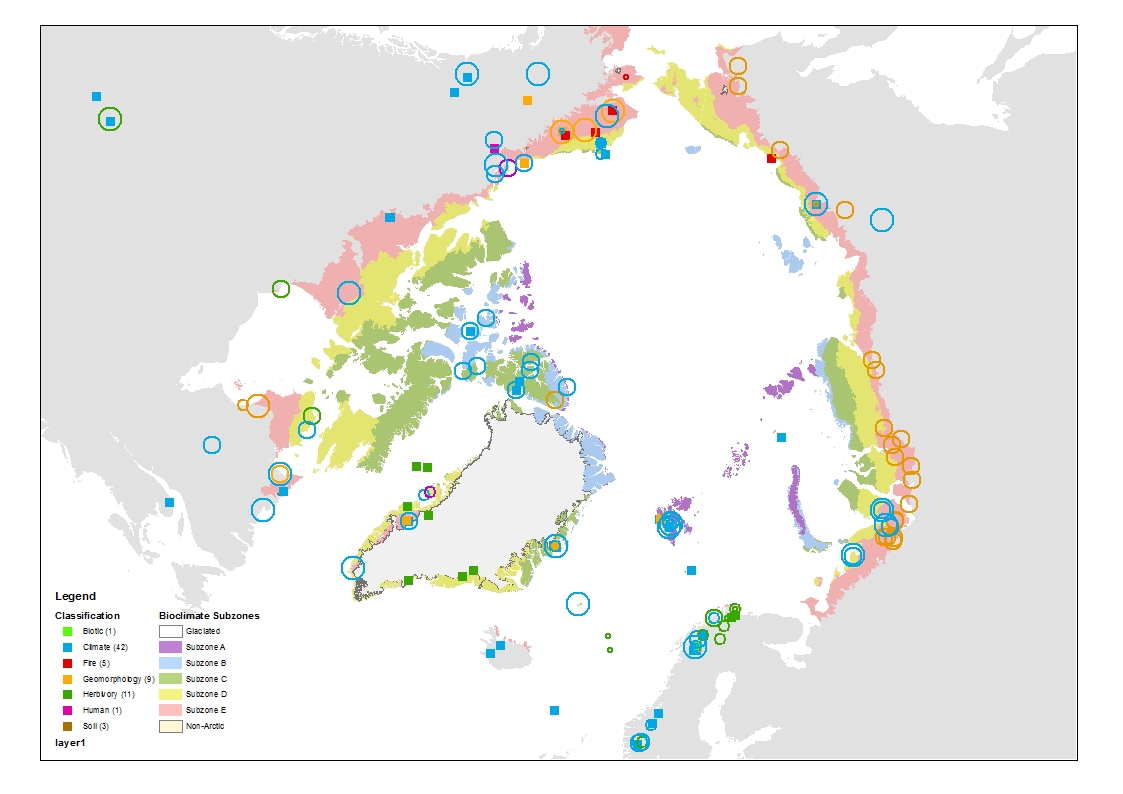 Legend
Classification
Biotic (1)
Climate (42)
Fire (5)
Geomorphology (9)
Herbivory (11)
Human (1)
Soil (3)
layer1
Bioclimate Subzones
Glaciated
Subzone A
Subzone B
Subzone C
Subzone D
Subzone E
Non-Arctic